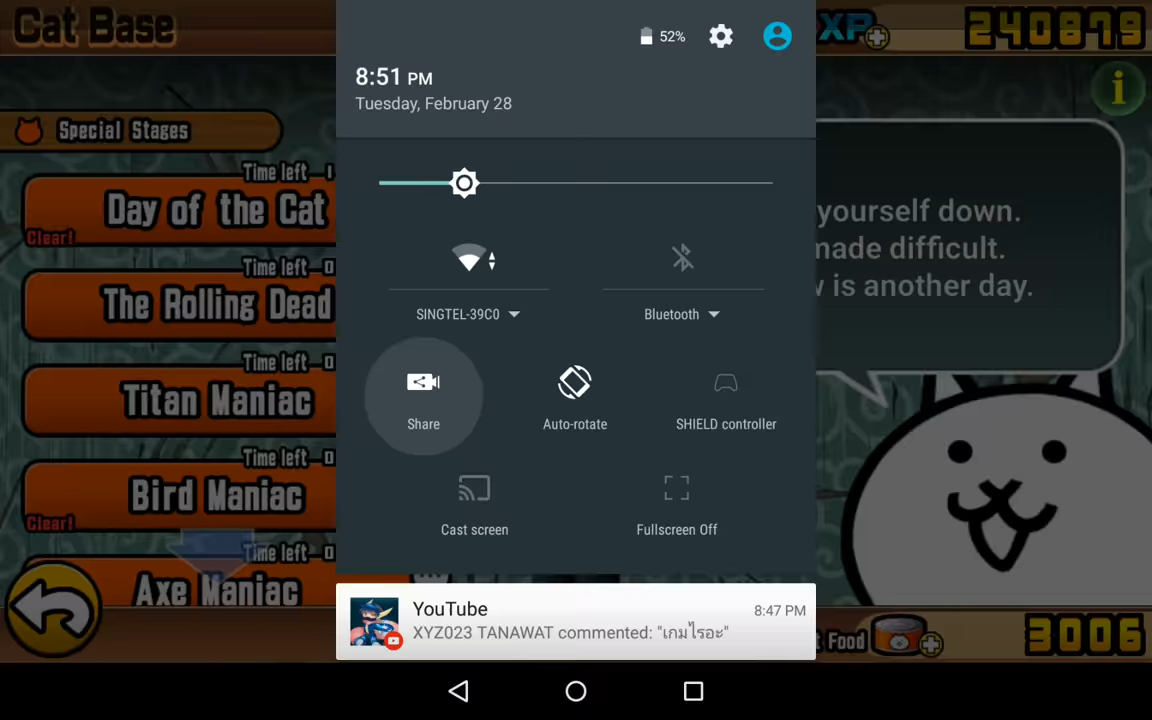 Cat Base
52%
XP
240879
8:51 PM
Tuesday, February 28
Special Stages
i
Time left
Day of the Cat
Clear!
yourself down.
made difficult.
is another day.
Time left
The Rolling Dead
SINGTEL-39C0
Bluetooth
Time left
Titan Maniac
Share
Auto-rotate
SHIELD controller
Time left
Bird Maniac
Clear!
Cast screen
Fullscreen Off
Time left
Axe Maniac
YouTube
8:47 PM
XYZ023 TANAWAT commented: "เกมไรอะ"
Food
3006